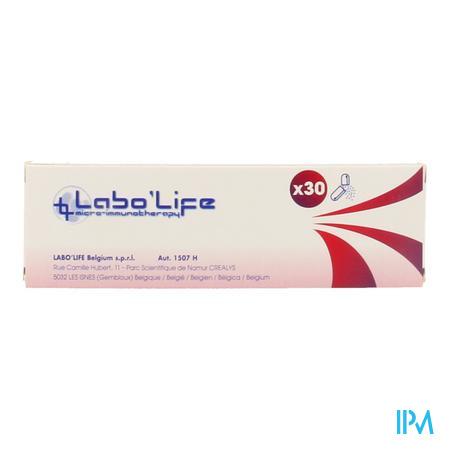 Labo'Life
micro-immunotherapy
x30
LABO'LIFE Belgium s.p.r.l. Aut. 1507 H
Rue Camille Hubert, 11 - Parc Scientifique de Namur CREALYS
5032 LES ISNES (Gembloux) Belgique / België / Belgien / Bélgica / Belgium
IPM